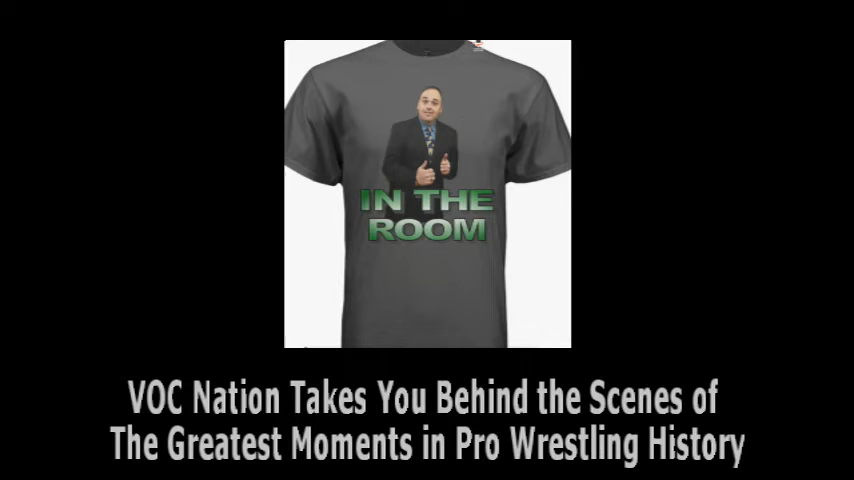 IN THE
ROOM
VOC Nation Takes You Behind the Scenes of
The Greatest Moments in Pro Wrestling History